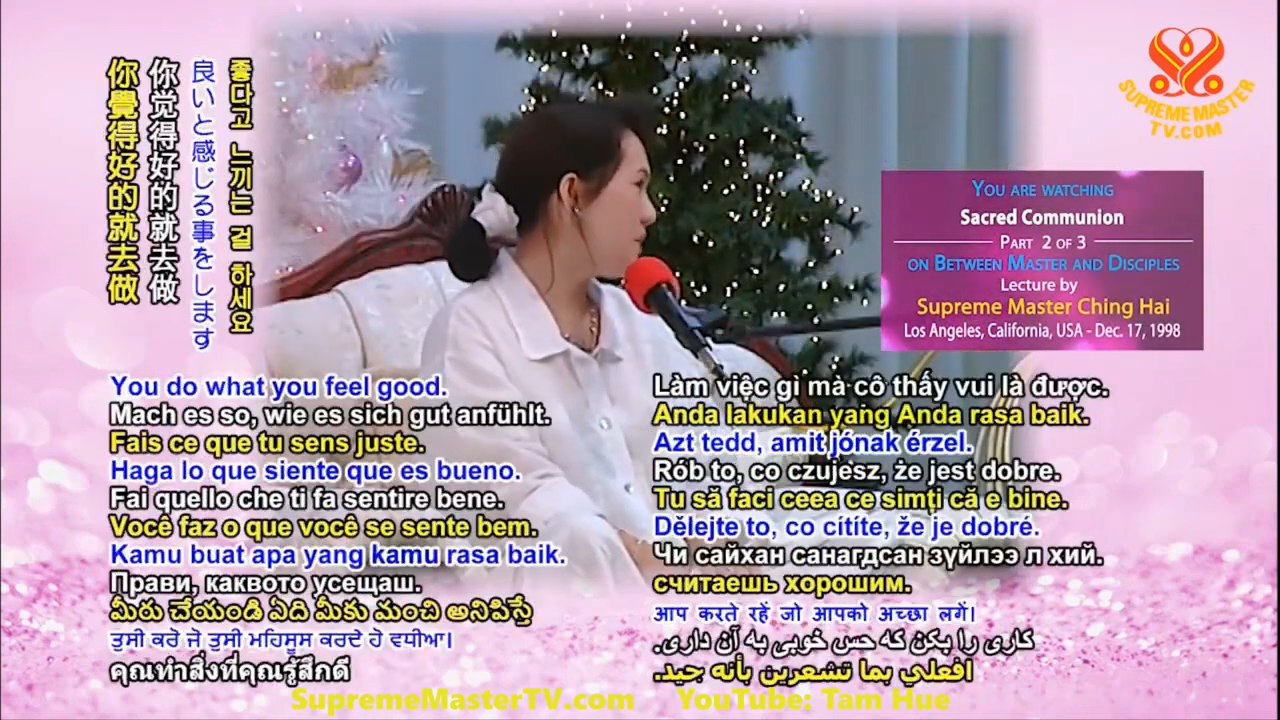 你覺得好的就去做
你觉得好的就去做
良いと感じる事をします
좋다고 느끼는 걸 하세요
SUPREME MASTER
TV.COM
YOU ARE WATCHING
Sacred Communion
PART 2 OF 3
ON BETWEEN MASTER AND DISCIPLES
Lecture by
Supreme Master Ching Hai
Los Angeles, California, USA - Dec. 17, 1998
You do what you feel good.
Mach es so, wie es sich gut anfühlt.
Fais ce que tu sens juste.
Haga lo que siente que es bueno.
Fai quello che ti fa sentire bene.
Você faz o que você se sente bem.
Kamu buat apa yang kamu rasa baik.
Прави, каквото усещаш.
మీరు చేయండి ఏది మీకు మంచి అనిపిస్తే
ਤੁਸੀ ਕਰੋ ਜੋ ਤੁਸੀ ਮਹਿਸੂਸ ਕਰਦੇ ਹੋ ਵਧੀਆ।
คุณทำสิ่งที่คุณรู้สึกดี
Làm việc gì mà cô thấy vui là được.
Anda lakukan yang Anda rasa baik.
Azt tedd, amit jónak érzel.
Rób to, co czujesz, że jest dobre.
Tu să faci ceea ce simți că e bine.
Dělejte to, co cítíte, že je dobré.
Чи сайхан санагдсан зүйлээ л хий.
считаешь хорошим.
आप करते रहें जो आपको अच्छा लगें।
کاری را بکن که حس خوبی به آن داری.
افعلي بما تشعرين بأنه جيد.
SupremeMasterTV.com YouTube: Tam Hue